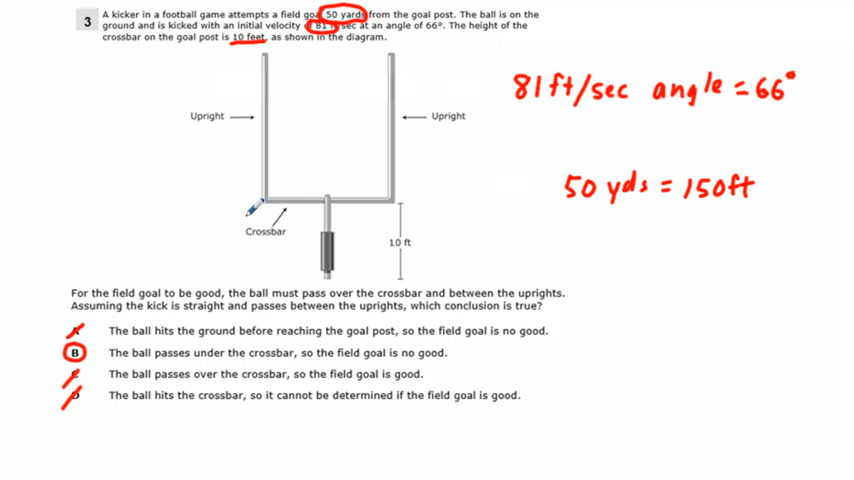 3
A kicker in a football game attempts a field goal 50 yards from the goal post. The ball is on the
ground and is kicked with an initial velocity of 81 ft/sec at an angle of 66°. The height of the
crossbar on the goal post is 10 feet, as shown in the diagram.
81 ft/sec angle = 66°
Upright
Upright
50 yds = 150ft
Crossbar
10 ft
For the field goal to be good, the ball must pass over the crossbar and between the uprights.
Assuming the kick is straight and passes between the uprights, which conclusion is true?
A The ball hits the ground before reaching the goal post, so the field goal is no good.
B The ball passes under the crossbar, so the field goal is no good.
C The ball passes over the crossbar, so the field goal is good.
D The ball hits the crossbar, so it cannot be determined if the field goal is good.